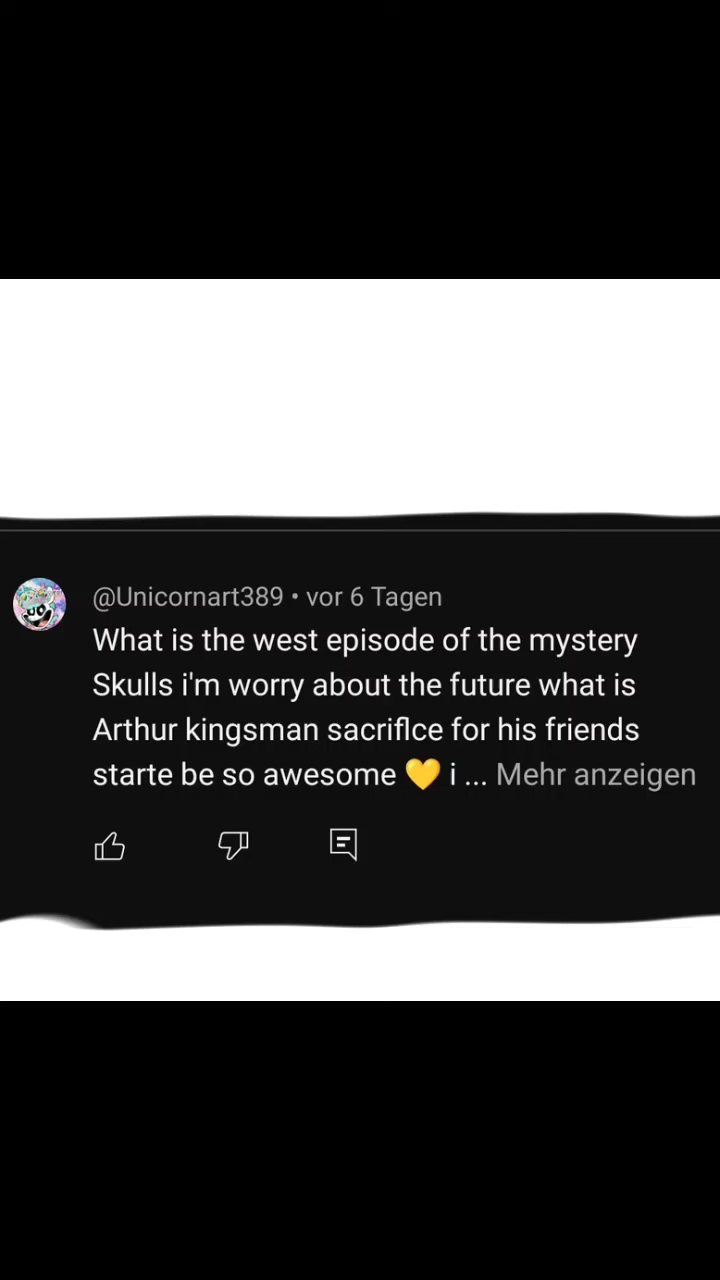 @Unicornart389 • vor 6 Tagen
What is the west episode of the mystery
Skulls i'm worry about the future what is
Arthur kingsman sacrifice for his friends
starte be so awesome 💛 i ... Mehr anzeigen